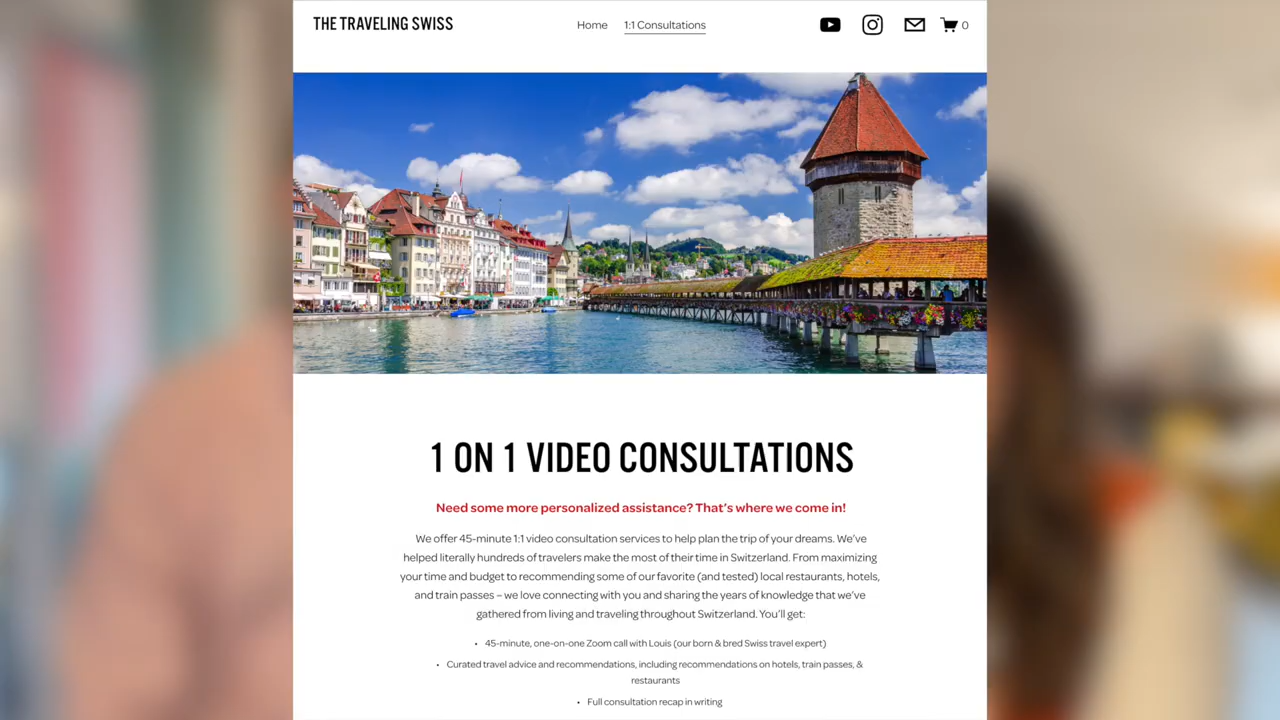 THE TRAVELING SWISS
Home 1:1 Consultations 0
1 ON 1 VIDEO CONSULTATIONS
Need some more personalized assistance? That's where we come in!
We offer 45-minute 1:1 video consultation services to help plan the trip of your dreams. We've
helped literally hundreds of travelers make the most of their time in Switzerland. From maximizing
your time and budget to recommending some of our favorite (and tested) local restaurants, hotels,
and train passes – we love connecting with you and sharing the years of knowledge that we've
gathered from living and traveling throughout Switzerland. You'll get:
• 45-minute, one-on-one Zoom call with Louis (our born & bred Swiss travel expert)
• Curated travel advice and recommendations, including recommendations on hotels, train passes, &
restaurants
• Full consultation recap in writing